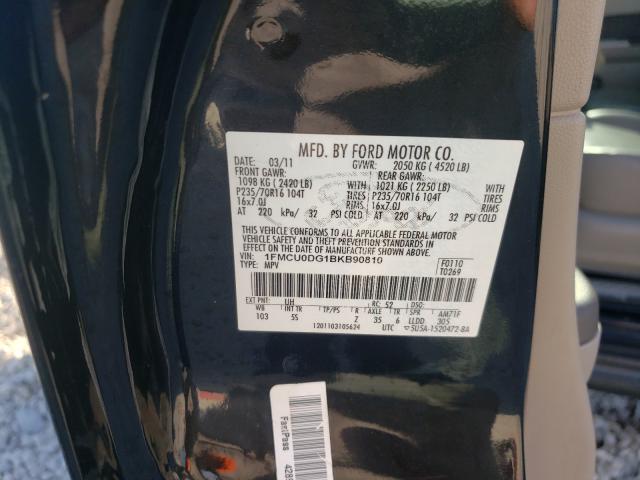 MFD. BY FORD MOTOR CO.
DATE: 03/11 GVWR: 2050 KG ( 4520 LB)
FRONT GAWR: REAR GAWR:
1098 KG ( 2420 LB) WITH 1021 KG ( 2250 LB) WITH
P235/70R16 104T TIRES P235/70R16 104T TIRES
16x7.0J RIMS 16x7.0J RIMS
AT 220 kPa/ 32 PSI COLD AT 220 kPa/ 32 PSI COLD
THIS VEHICLE CONFORMS TO ALL APPLICABLE FEDERAL MOTOR
VEHICLE SAFETY AND THEFT PREVENTION STANDARDS IN EFFECT
ON THE DATE OF MANUFACTURE SHOWN ABOVE.
VIN: 1FMCU0DG1BKB90810 F0110
TYPE: MPV T0269
EXT PNT: UH RC: 52 DSO:
WB INT TR TP/PS R AXLE TR SPR AM71F
103 5S Z 35 6 LLDD 305
1201103105624 UTC 5U5A-1520472-BA
FastPass